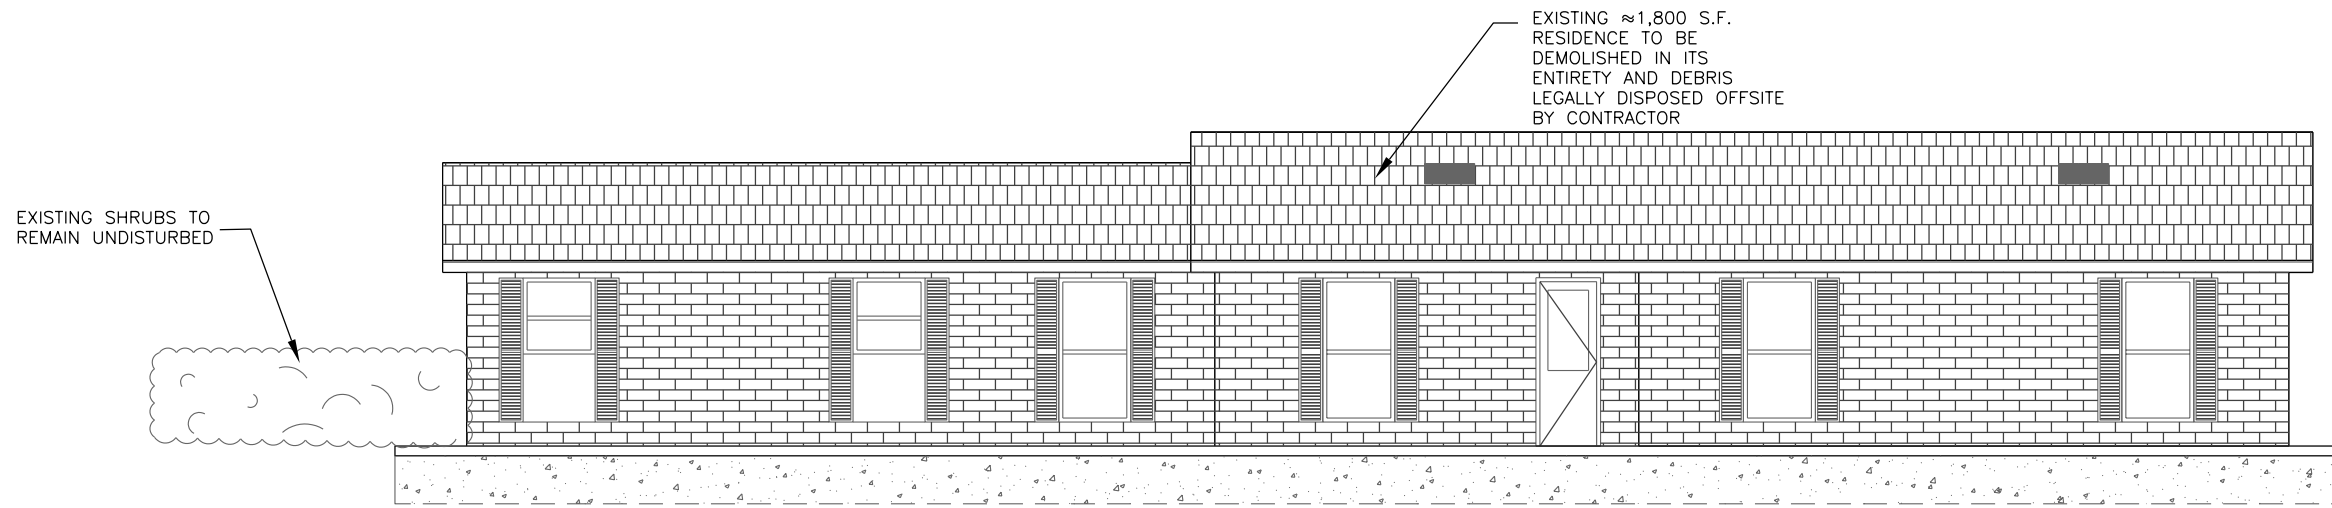 EXISTING ≈1,800 S.F.
RESIDENCE TO BE
DEMOLISHED IN ITS
ENTIRETY AND DEBRIS
LEGALLY DISPOSED OFFSITE
BY CONTRACTOR
EXISTING SHRUBS TO
REMAIN UNDISTURBED